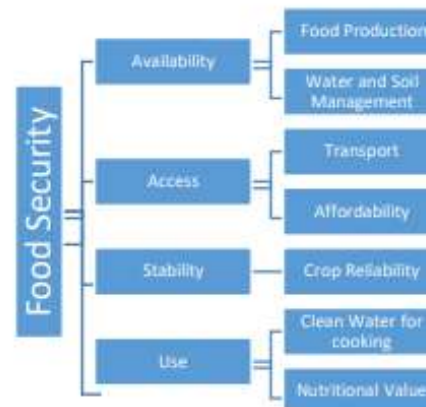 Food Security
Availability
Food Production
Water and Soil
Management
Access
Transport
Affordability
Stability
Crop Reliability
Use
Clean Water for
cooking
Nutritional Value